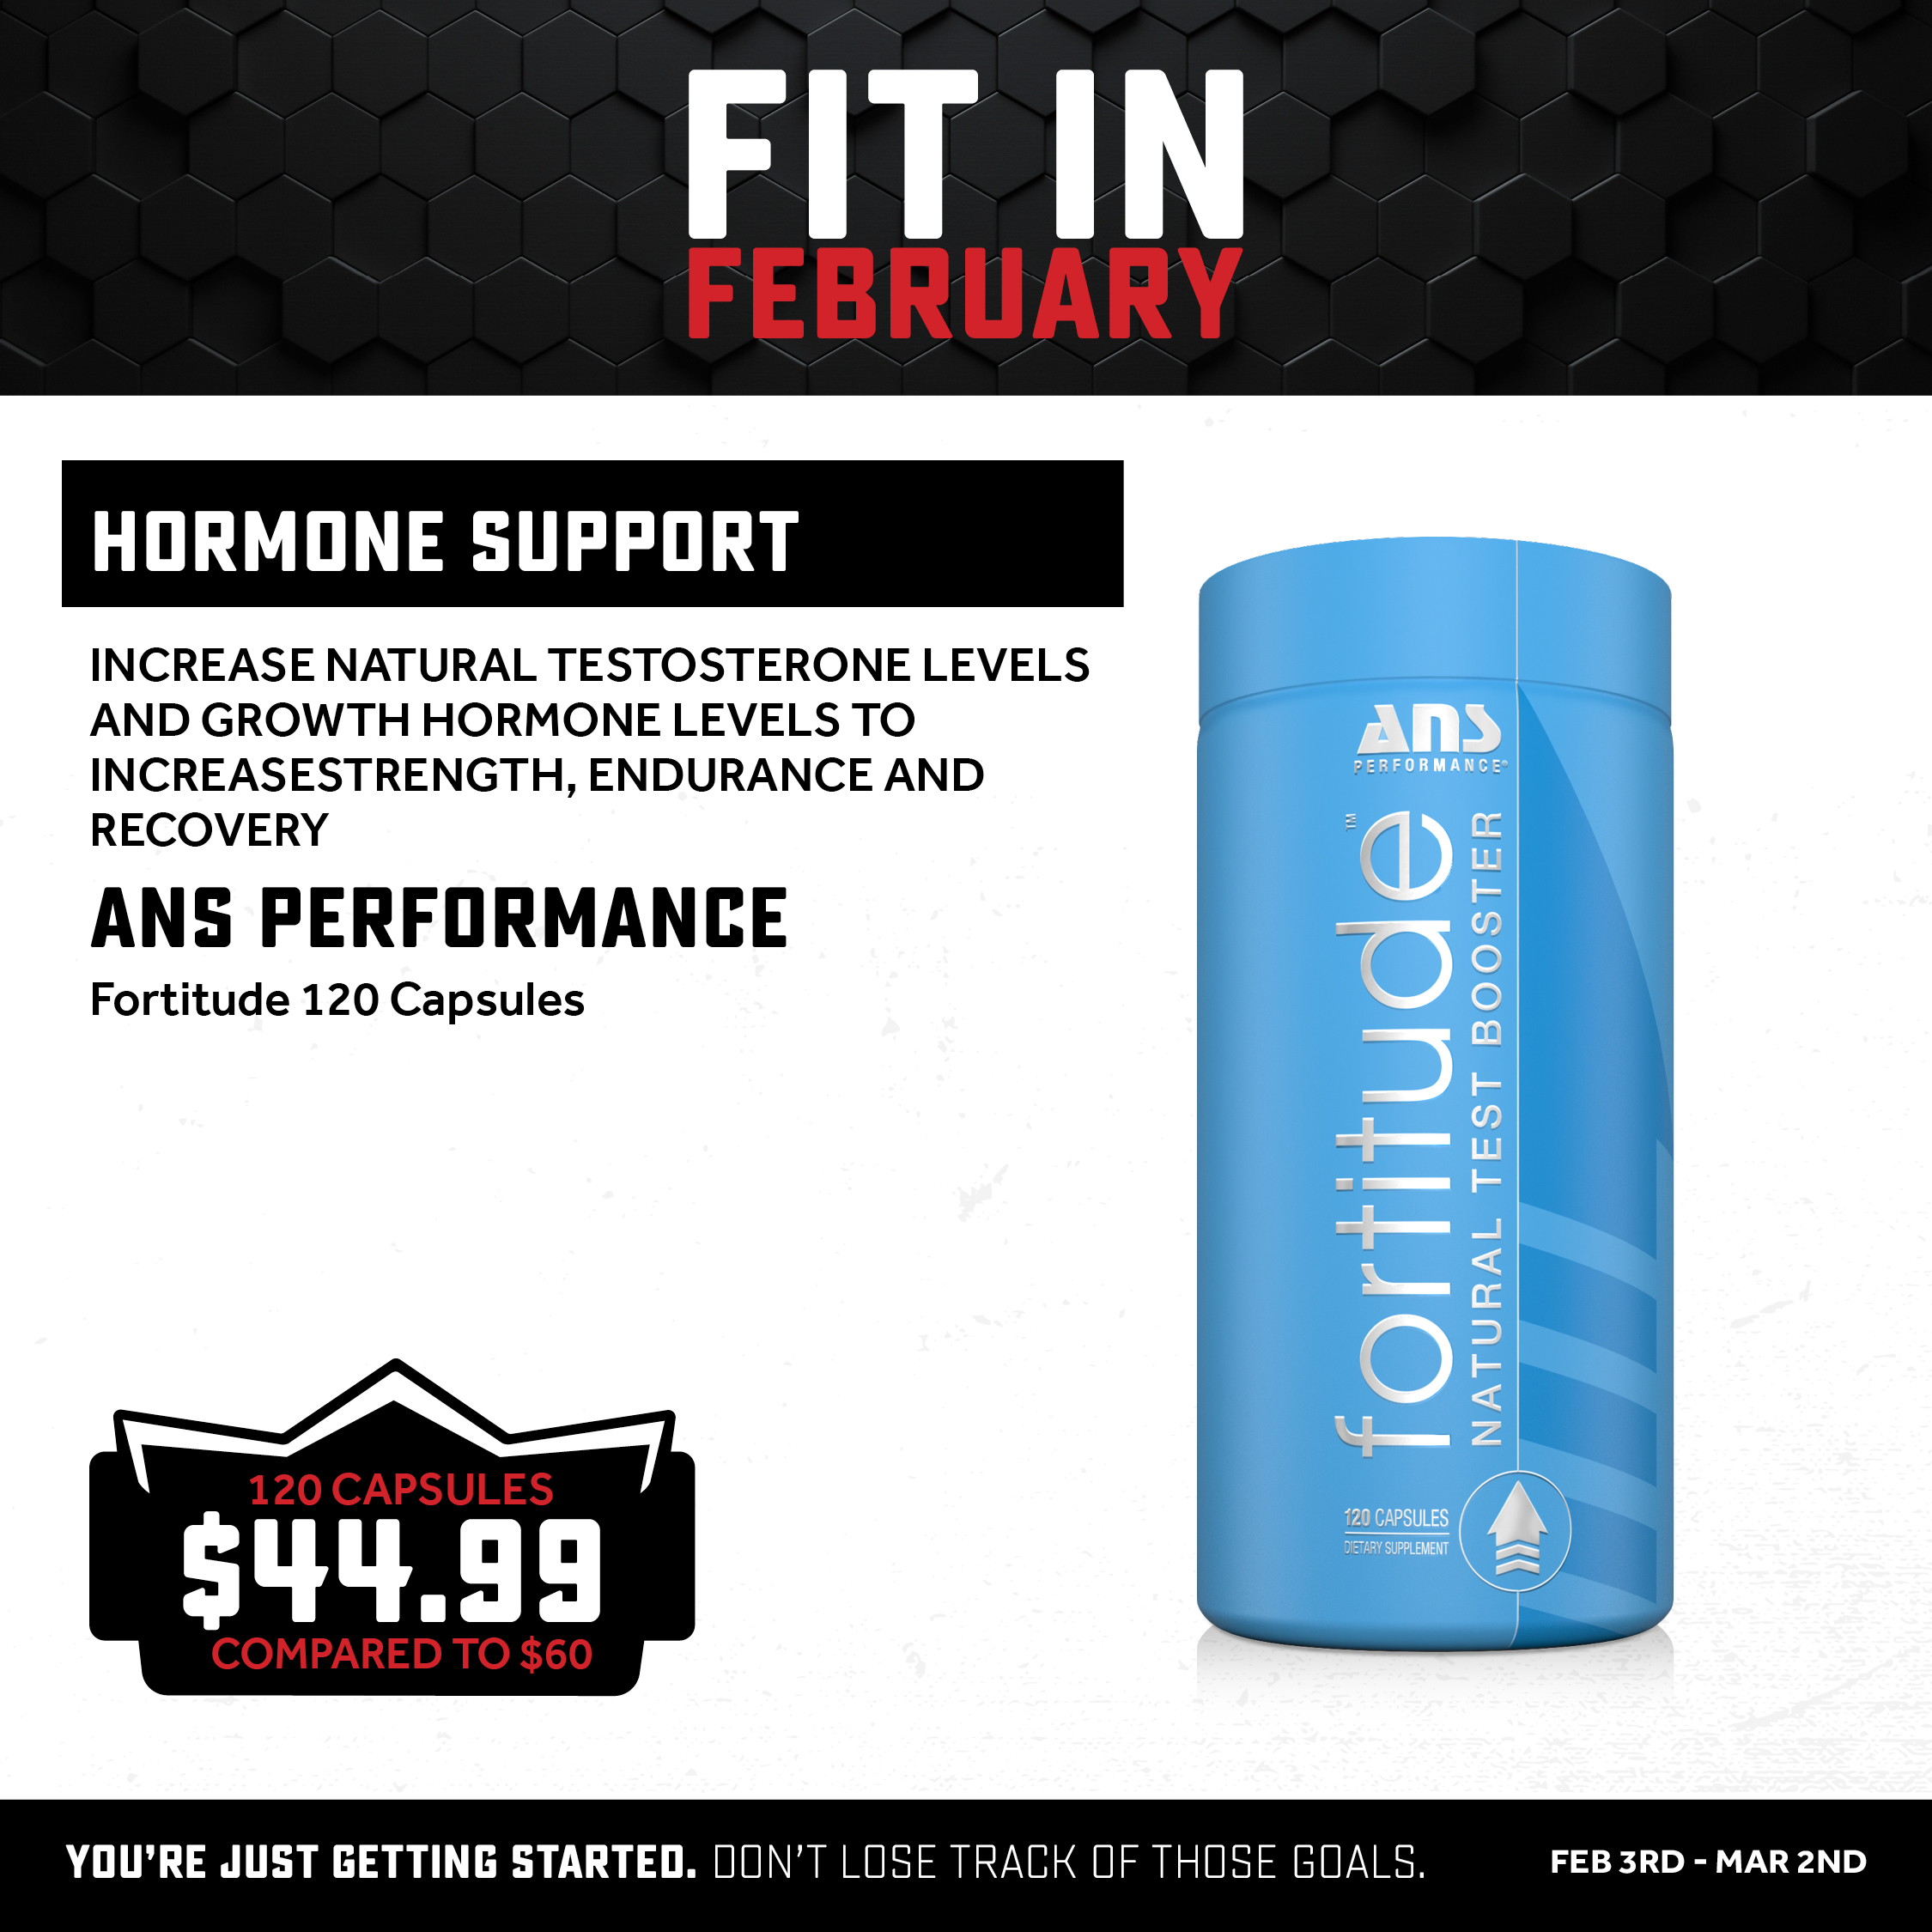 FIT IN
FEBRUARY
HORMONE SUPPORT
INCREASE NATURAL TESTOSTERONE LEVELS
AND GROWTH HORMONE LEVELS TO
INCREASESTRENGTH, ENDURANCE AND
RECOVERY
ANS PERFORMANCE
Fortitude 120 Capsules
ANS
PERFORMANCE®
fortitude™
NATURAL TEST BOOSTER
120 CAPSULES
DIETARY SUPPLEMENT
120 CAPSULES
$44.99
COMPARED TO $60
YOU'RE JUST GETTING STARTED. DON'T LOSE TRACK OF THOSE GOALS.
FEB 3RD - MAR 2ND